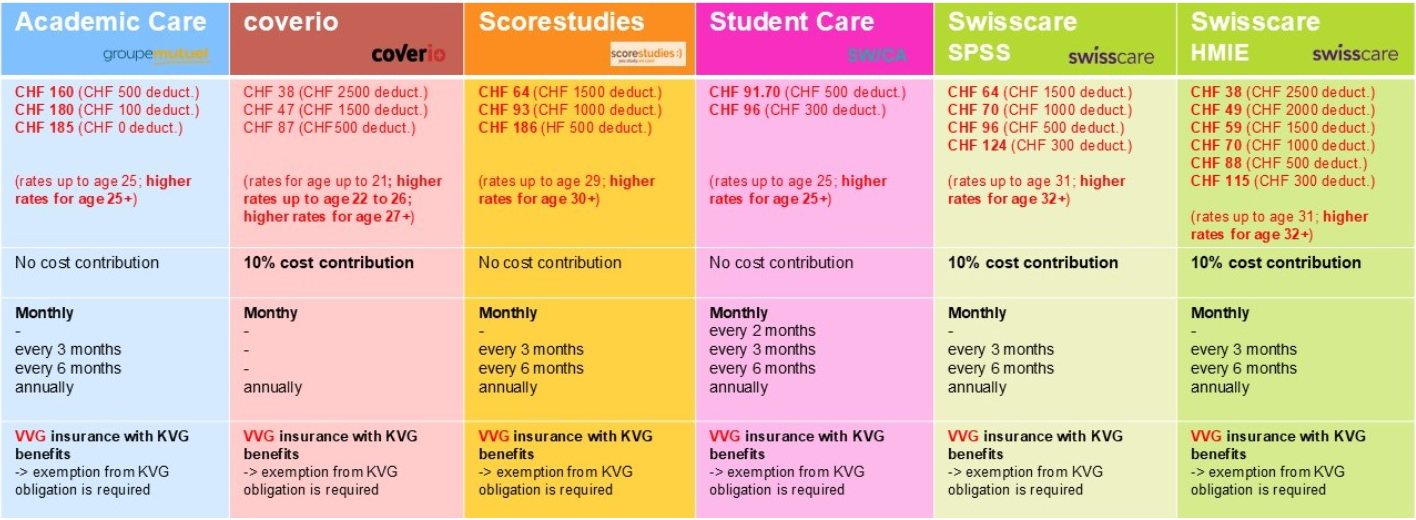 Academic Care
groupemutuel
CHF 160 (CHF 500 deduct.)
CHF 180 (CHF 100 deduct.)
CHF 185 (CHF 0 deduct.)
(rates up to age 25; higher
rates for age 25+)
No cost contribution
Monthly
-
every 3 months
every 6 months
annually
VVG insurance with KVG
benefits
-> exemption from KVG
obligation is required
coverio
coverio
CHF 38 (CHF 2500 deduct.)
CHF 47 (CHF 1500 deduct.)
CHF 87 (CHF500 deduct.)
(rates for age up to 21; higher
rates up to age 22 to 26;
higher rates for age 27+)
10% cost contribution
Monthy
-
-
-
annually
VVG insurance with KVG
benefits
-> exemption from KVG
obligation is required
Scorestudies
scorestudies:)
you study we care
CHF 64 (CHF 1500 deduct.)
CHF 93 (CHF 1000 deduct.)
CHF 186 (HF 500 deduct.)
(rates up to age 29; higher
rates for age 30+)
No cost contribution
Monthly
-
every 3 months
every 6 months
annually
VVG insurance with KVG
benefits
-> exemption from KVG
obligation is required
Student Care
SWICA
CHF 91.70 (CHF 500 deduct.)
CHF 96 (CHF 300 deduct.)
(rates up to age 25; higher
rates for age 25+)
No cost contribution
Monthly
every 2 months
every 3 months
every 6 months
annually
VVG insurance with KVG
benefits
-> exemption from KVG
obligation is required
Swisscare
SPSS
swisscare
CHF 64 (CHF 1500 deduct.)
CHF 70 (CHF 1000 deduct.)
CHF 96 (CHF 500 deduct.)
CHF 124 (CHF 300 deduct.)
(rates up to age 31; higher
rates for age 32+)
10% cost contribution
Monthly
-
every 3 months
every 6 months
annually
VVG insurance with KVG
benefits
-> exemption from KVG
obligation is required
Swisscare
HMIE
swisscare
CHF 38 (CHF 2500 deduct.)
CHF 49 (CHF 2000 deduct.)
CHF 59 (CHF 1500 deduct.)
CHF 70 (CHF 1000 deduct.)
CHF 88 (CHF 500 deduct.)
CHF 115 (CHF 300 deduct.)
(rates up to age 31; higher
rates for age 32+)
10% cost contribution
Monthly
-
every 3 months
every 6 months
annually
VVG insurance with KVG
benefits
-> exemption from KVG
obligation is required